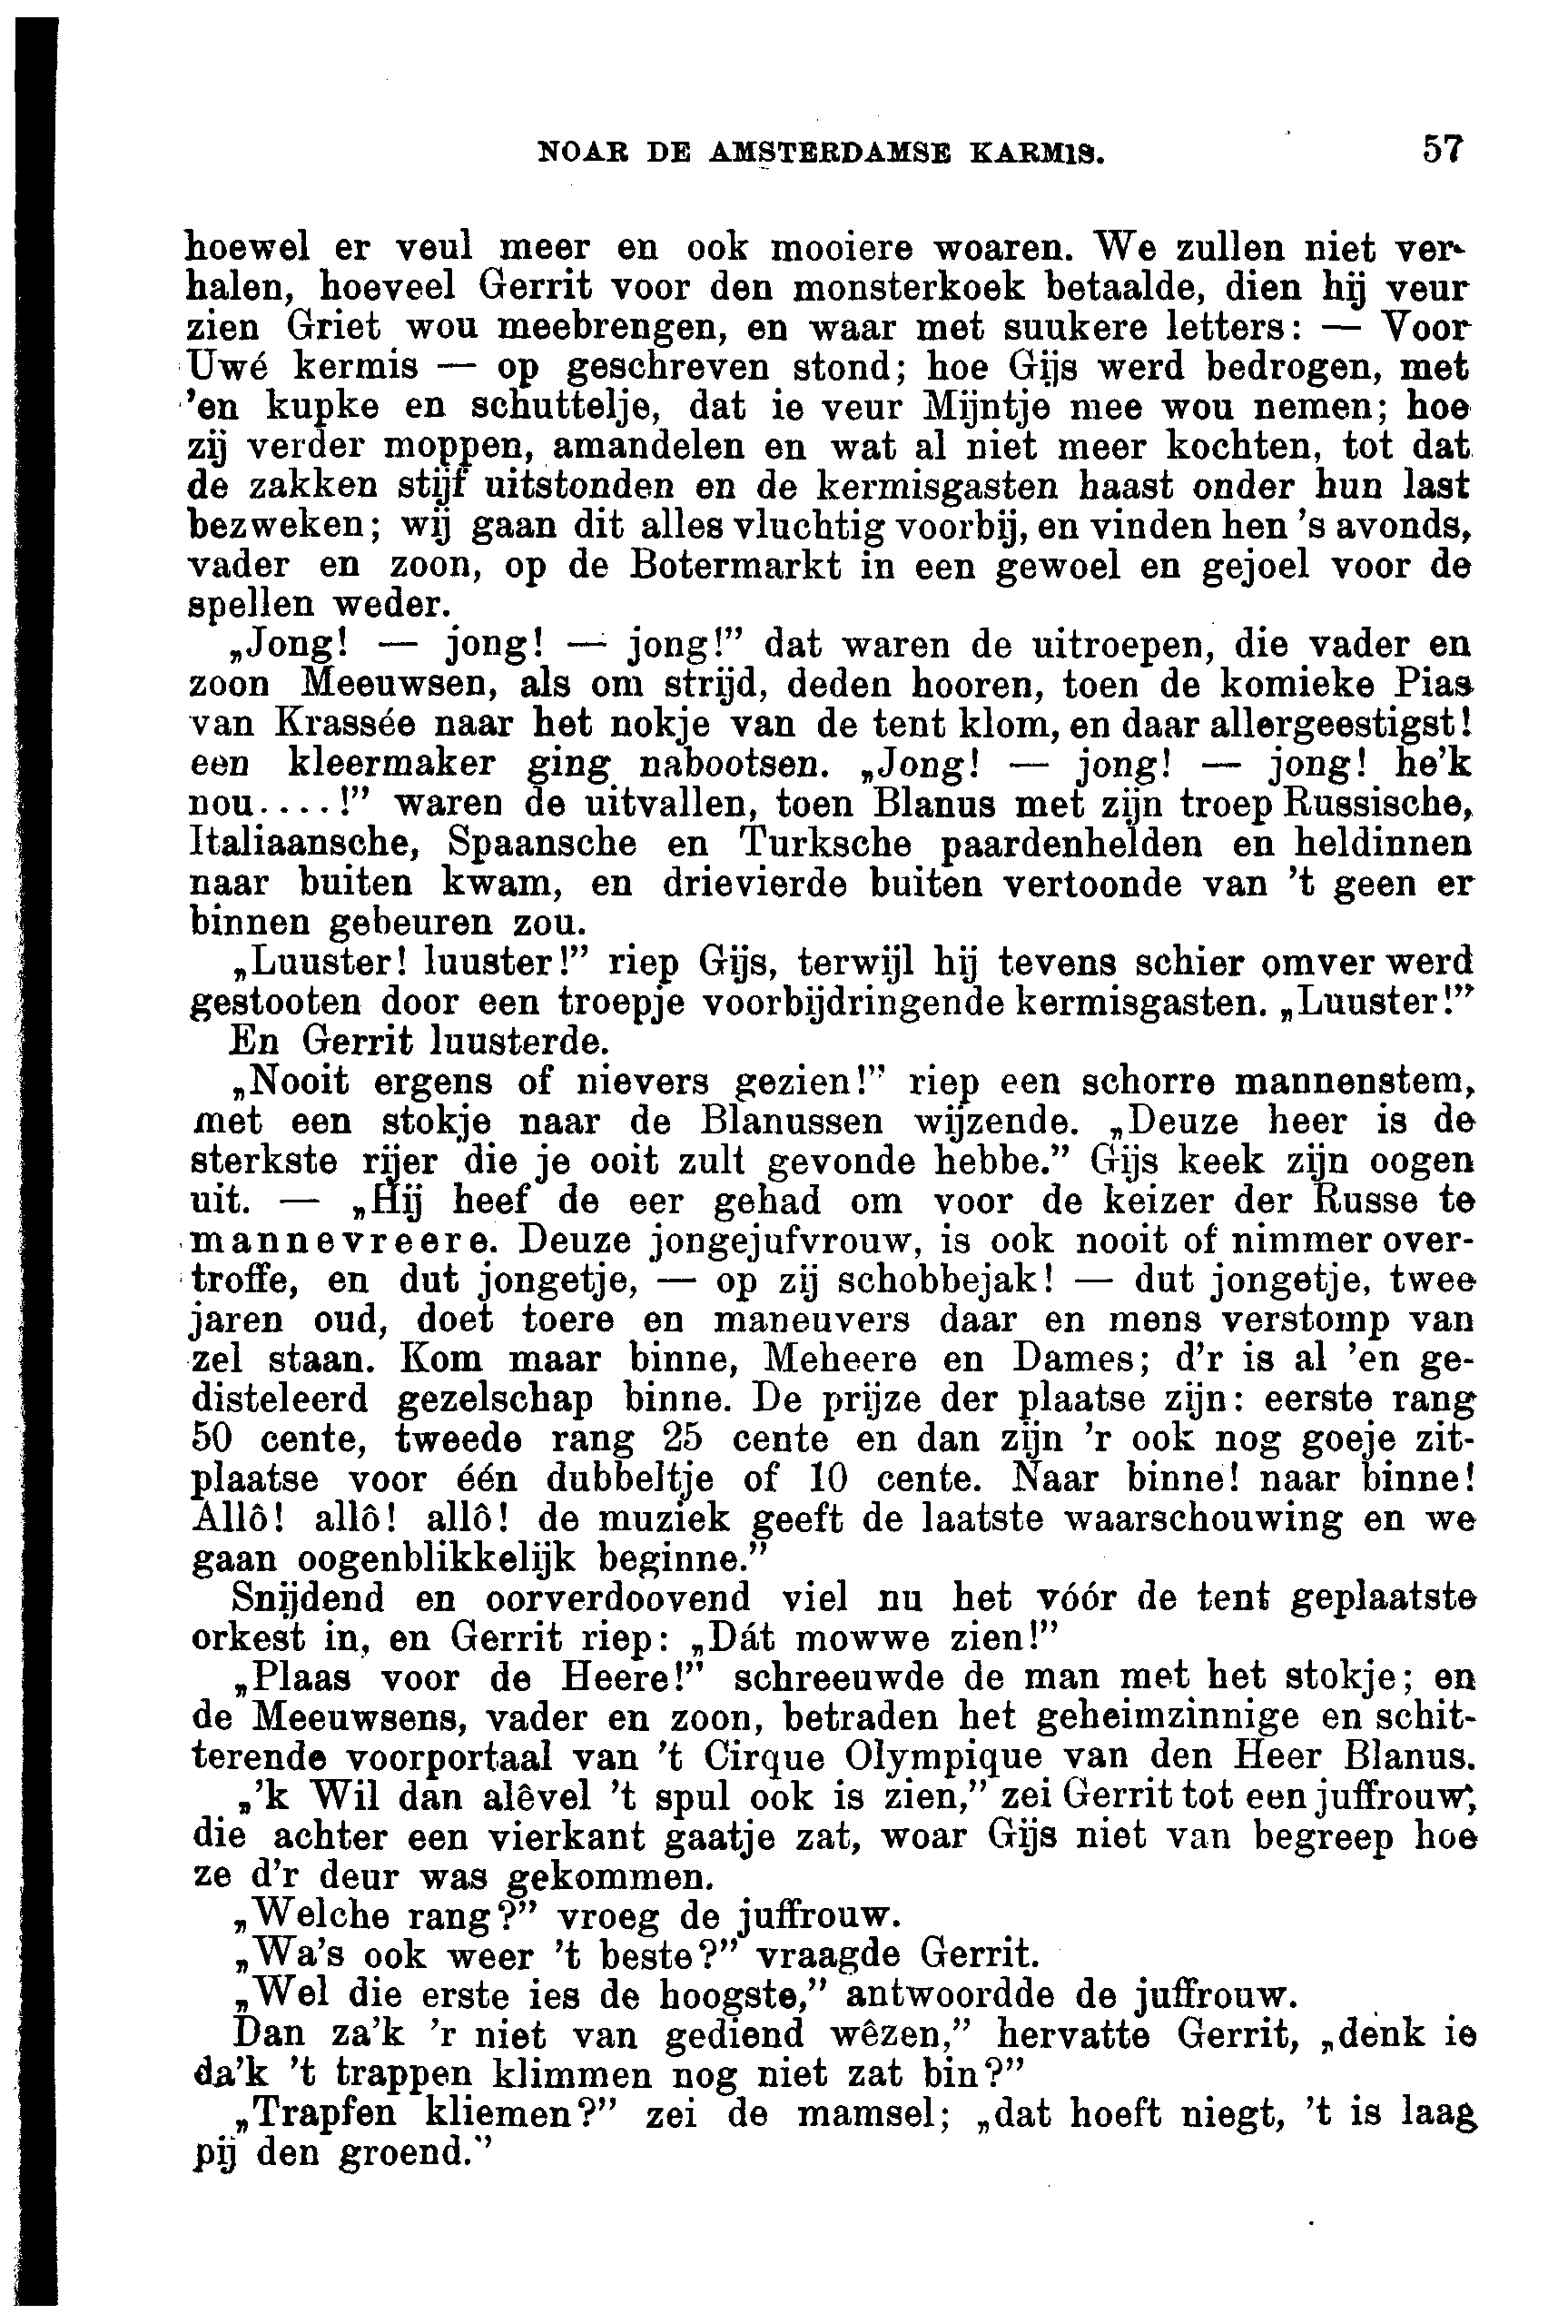 NOAR DE AMSTERDAMSE KARMIS. 57
hoewel er veul meer en ook mooiere woaren. We zullen niet ver-
halen, hoeveel Gerrit voor den monsterkoek betaalde, dien hij veur
zien Griet wou meebrengen, en waar met suukere letters: — Voor
Uwé kermis — op geschreven stond; hoe Gijs werd bedrogen, met
'en kupke en schuttelje, dat ie veur Mijntje mee wou nemen; hoe
zij verder moppen, amandelen en wat al niet meer kochten, tot dat
de zakken stijf uitstonden en de kermisgasten haast onder hun last
bezweken; wij gaan dit alles vluchtig voorbij, en vinden hen 's avonds,
vader en zoon, op de Botermarkt in een gewoel en gejoel voor de
spellen weder.
„Jong! — jong! — jong!” dat waren de uitroepen, die vader en
zoon Meeuwsen, als om strijd, deden hooren, toen de komieke Pias
van Krassée naar het nokje van de tent klom, en daar allergeestigst!
een kleermaker ging nabootsen. „Jong! — jong! — jong! he'k
nou....!” waren de uitvallen, toen Blanus met zijn troep Russische,
Italiaansche, Spaansche en Turksche paardenhelden en heldinnen
naar buiten kwam, en drievierde buiten vertoonde van 't geen er
binnen gebeuren zou.
„Luuster! luuster!” riep Gijs, terwijl hij tevens schier omver werd
gestooten door een troepje voorbijdringende kermisgasten. „Luuster!”
En Gerrit luusterde.
„Nooit ergens of nievers gezien!” riep een schorre mannenstem,
met een stokje naar de Blanussen wijzende. „Deuze heer is de
sterkste rijer die je ooit zult gevonde hebbe.” Gijs keek zijn oogen
uit. — „Hij heef de eer gehad om voor de keizer der Russe te
mannevreere. Deuze jongejufvrouw, is ook nooit of nimmer over-
troffe, en dut jongetje, — op zij schobbejak! — dut jongetje, twee
jaren oud, doet toere en maneuvers daar en mens verstomp van
zel staan. Kom maar binne, Meheere en Dames; d'r is al 'en ge-
disteleerd gezelschap binne. De prijze der plaatse zijn: eerste rang
50 cente, tweede rang 25 cente en dan zijn 'r ook nog goeje zit-
plaatse voor één dubbeltje of 10 cente. Naar binne! naar binne!
Allô! allô! allô! de muziek geeft de laatste waarschouwing en we
gaan oogenblikkelijk beginne.”
Snijdend en oorverdoovend viel nu het vóór de tent geplaatste
orkest in, en Gerrit riep: „Dát mowwe zien!”
„Plaas voor de Heere!” schreeuwde de man met het stokje; en
de Meeuwsens, vader en zoon, betraden het geheimzinnige en schit-
terende voorportaal van 't Cirque Olympique van den Heer Blanus.
„'k Wil dan alêvel 't spul ook is zien,” zei Gerrit tot een juffrouw,
die achter een vierkant gaatje zat, woar Gijs niet van begreep hoe
ze d'r deur was gekommen.
„Welche rang?” vroeg de juffrouw.
„Wa's ook weer 't beste?” vraagde Gerrit.
„Wel die erste ies de hoogste,” antwoordde de juffrouw.
Dan za'k 'r niet van gediend wêzen,” hervatte Gerrit, „denk ie
da'k 't trappen klimmen nog niet zat bin?”
„Trapfen kliemen?” zei de mamsel; „dat hoeft niegt, 't is laag
pij den groend.”